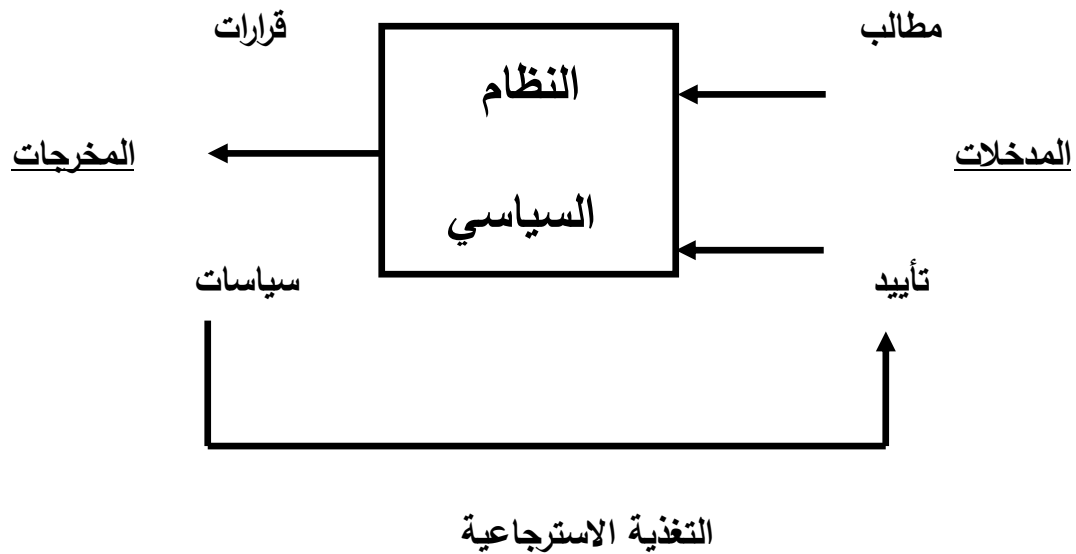 مطالب
قرارات
النظام
المدخلات
المخرجات
السياسي
تأييد
سياسات
التغذية الاسترجاعية